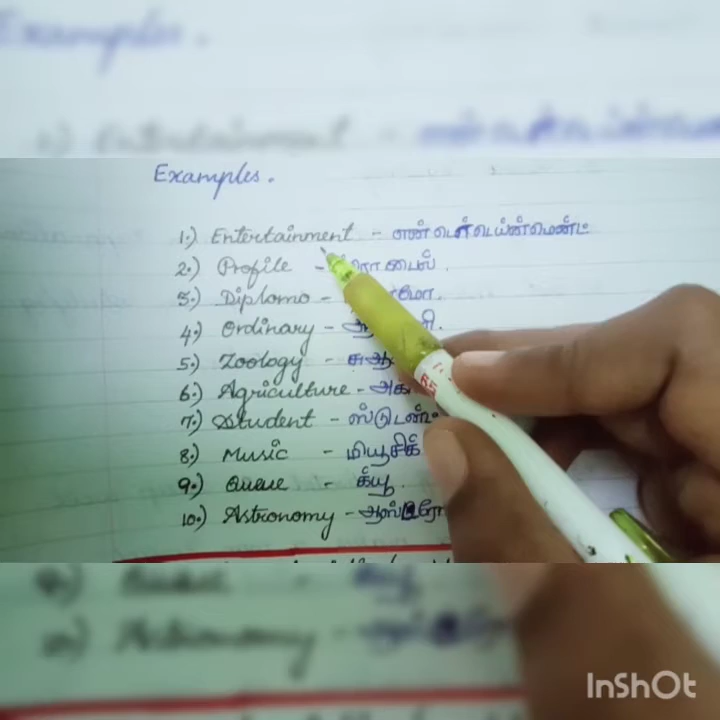 Examples.
1.) Entertainment - என்டெர்டெய்ன்மெண்ட்
2.) Profile - டைல்.
3.) Diplomo -
4.) Ordinary -
5.) Zoology -
6.) Agriculture -
7.) Student - ஸ்டுடண்ட்
8.) Music - மியூசிக்
9.) Queue - க்யூ.
10.) Astronomy -
InShOt